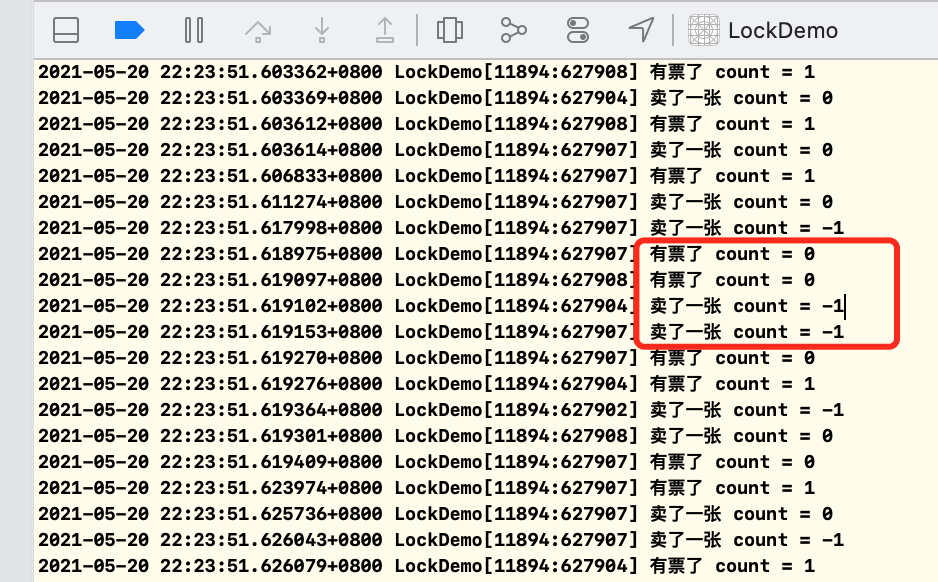 LockDemo
2021-05-20 22:23:51.603362+0800 LockDemo[11894:627908] 有票了 count = 1
2021-05-20 22:23:51.603369+0800 LockDemo[11894:627904] 卖了一张 count = 0
2021-05-20 22:23:51.603612+0800 LockDemo[11894:627908] 有票了 count = 1
2021-05-20 22:23:51.603614+0800 LockDemo[11894:627907] 卖了一张 count = 0
2021-05-20 22:23:51.606833+0800 LockDemo[11894:627907] 有票了 count = 1
2021-05-20 22:23:51.611274+0800 LockDemo[11894:627907] 卖了一张 count = 0
2021-05-20 22:23:51.617998+0800 LockDemo[11894:627907] 卖了一张 count = -1
2021-05-20 22:23:51.618975+0800 LockDemo[11894:627907] 有票了 count = 0
2021-05-20 22:23:51.619097+0800 LockDemo[11894:627908] 有票了 count = 0
2021-05-20 22:23:51.619102+0800 LockDemo[11894:627904] 卖了一张 count = -1
2021-05-20 22:23:51.619153+0800 LockDemo[11894:627907] 卖了一张 count = -1
2021-05-20 22:23:51.619270+0800 LockDemo[11894:627907] 有票了 count = 0
2021-05-20 22:23:51.619276+0800 LockDemo[11894:627904] 有票了 count = 1
2021-05-20 22:23:51.619364+0800 LockDemo[11894:627902] 卖了一张 count = -1
2021-05-20 22:23:51.619301+0800 LockDemo[11894:627908] 卖了一张 count = 0
2021-05-20 22:23:51.619409+0800 LockDemo[11894:627907] 有票了 count = 0
2021-05-20 22:23:51.623974+0800 LockDemo[11894:627907] 有票了 count = 1
2021-05-20 22:23:51.625736+0800 LockDemo[11894:627907] 卖了一张 count = 0
2021-05-20 22:23:51.626043+0800 LockDemo[11894:627907] 卖了一张 count = -1
2021-05-20 22:23:51.626079+0800 LockDemo[11894:627904] 有票了 count = 1